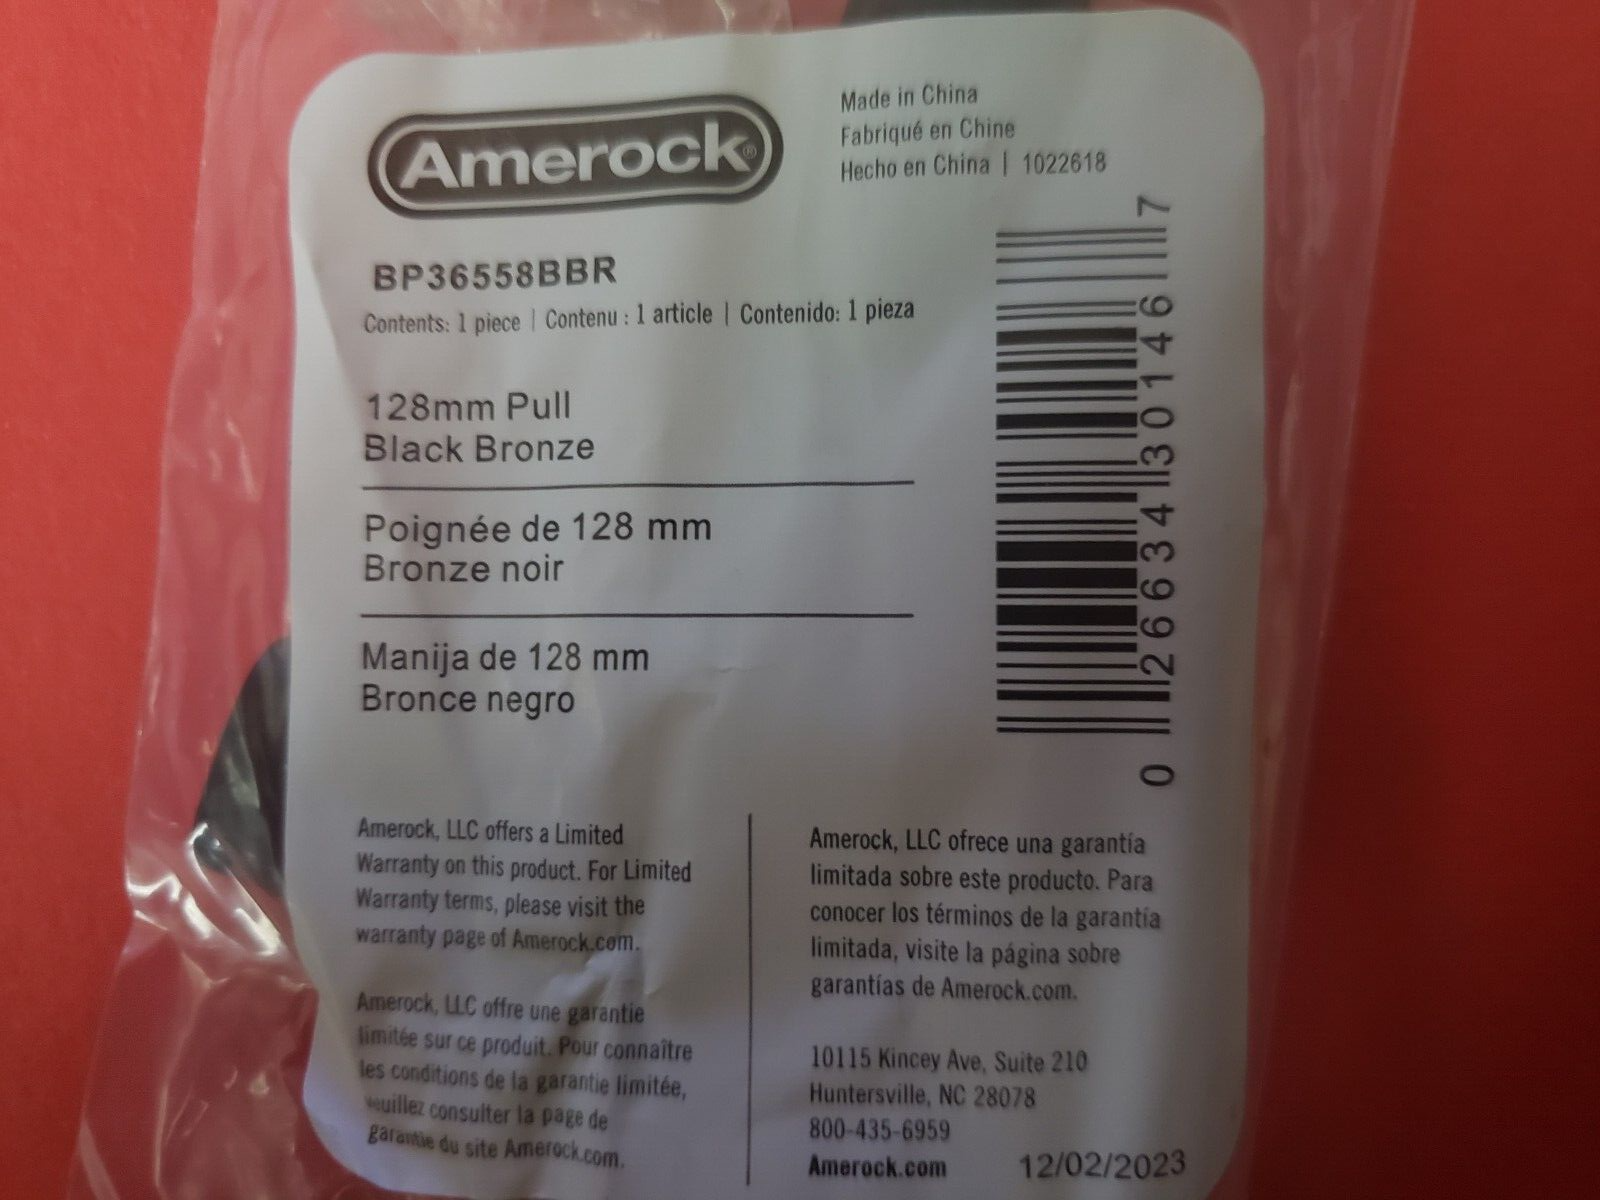 Amerock®
Made in China
Fabriqué en Chine
Hecho en China | 1022618
BP36558BBR
Contents: 1 piece | Contenu : 1 article | Contenido: 1 pieza
128mm Pull
Black Bronze
Poignée de 128 mm
Bronze noir
Manija de 128 mm
Bronce negro
0 26634 30146 7
Amerock, LLC offers a Limited
Warranty on this product. For Limited
Warranty terms, please visit the
warranty page of Amerock.com.
Amerock, LLC offre une garantie
limitée sur ce produit. Pour connaître
les conditions de la garantie limitée,
veuillez consulter la page de
garantie du site Amerock.com.
Amerock, LLC ofrece una garantía
limitada sobre este producto. Para
conocer los términos de la garantía
limitada, visite la página sobre
garantías de Amerock.com.
10115 Kincey Ave, Suite 210
Huntersville, NC 28078
800-435-6959
Amerock.com 12/02/2023